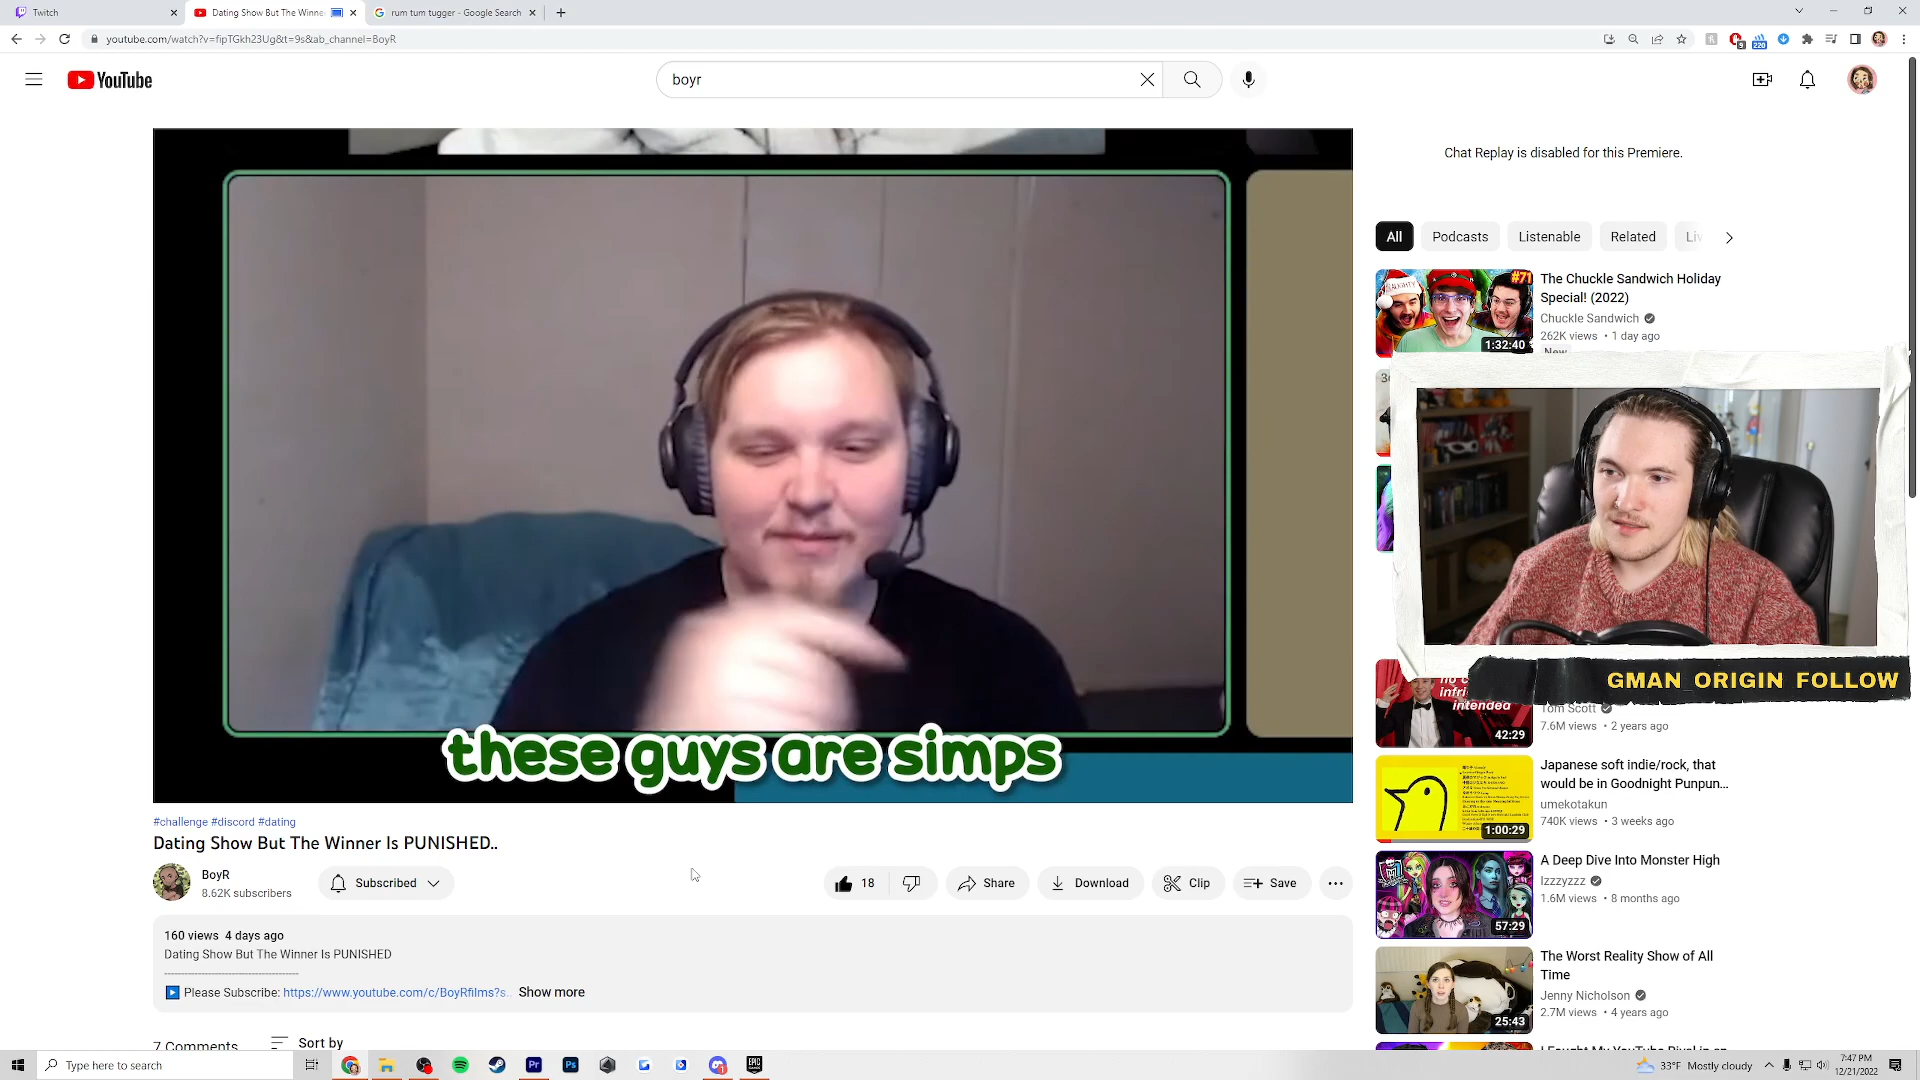 Twitch
Dating Show But The Winne
rum tum tugger - Google Search
youtube.com/watch?v=fipTGkh23Ug&t=9s&ab_channel=BoyR
9
220
YouTube
boyr
Chat Replay is disabled for this Premiere.
All
Podcasts
Listenable
Related
Liv
#71
NAUGHTY
1:32:40
The Chuckle Sandwich Holiday
Special! (2022)
Chuckle Sandwich
262K views • 1 day ago
New
GMAN_ORIGIN FOLLOW
intended
42:29
Tom Scott
7.6M views • 2 years ago
these guys are simps
1:00:29
Japanese soft indie/rock, that
would be in Goodnight Punpun...
umekotakun
740K views • 3 weeks ago
#challenge #discord #dating
Dating Show But The Winner Is PUNISHED..
BoyR
8.62K subscribers
Subscribed
18
Share
Download
Clip
Save
57:29
A Deep Dive Into Monster High
Izzzyzzz
1.6M views • 8 months ago
160 views 4 days ago
Dating Show But The Winner Is PUNISHED
----------------------------------------
Please Subscribe: https://www.youtube.com/c/BoyRfilms?s... Show more
25:43
The Worst Reality Show of All
Time
Jenny Nicholson
2.7M views • 4 years ago
7 Comments
Sort by
Type here to search
33°F Mostly cloudy
7:47 PM
12/21/2022